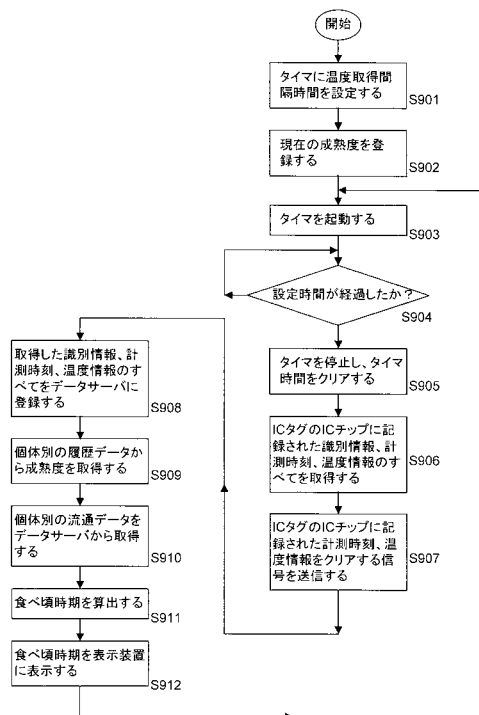 開始
タイマに温度取得間
隔時間を設定する
S901
現在の成熟度を登
録する
S902
タイマを起動する
S903
設定時間が経過したか？
S904
タイマを停止し、タイマ
時間をクリアする
S905
ICタグのICチップに記
録された識別情報、計
測時刻、温度情報のす
べてを取得する
S906
ICタグのICチップに記
録された計測時刻、温
度情報をクリアする信
号を送信する
S907
取得した識別情報、計
測時刻、温度情報のす
べてをデータサーバに
登録する
S908
個体別の履歴データか
ら成熟度を取得する
S909
個体別の流通データを
データサーバから取得
する
S910
食べ頃時期を算出する
S911
食べ頃時期を表示装置
に表示する
S912